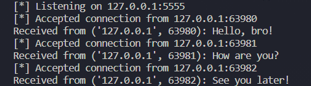 [*] Listening on 127.0.0.1:5555
[*] Accepted connection from 127.0.0.1:63980
Received from ('127.0.0.1', 63980): Hello, bro!
[*] Accepted connection from 127.0.0.1:63981
Received from ('127.0.0.1', 63981): How are you?
[*] Accepted connection from 127.0.0.1:63982
Received from ('127.0.0.1', 63982): See you later!